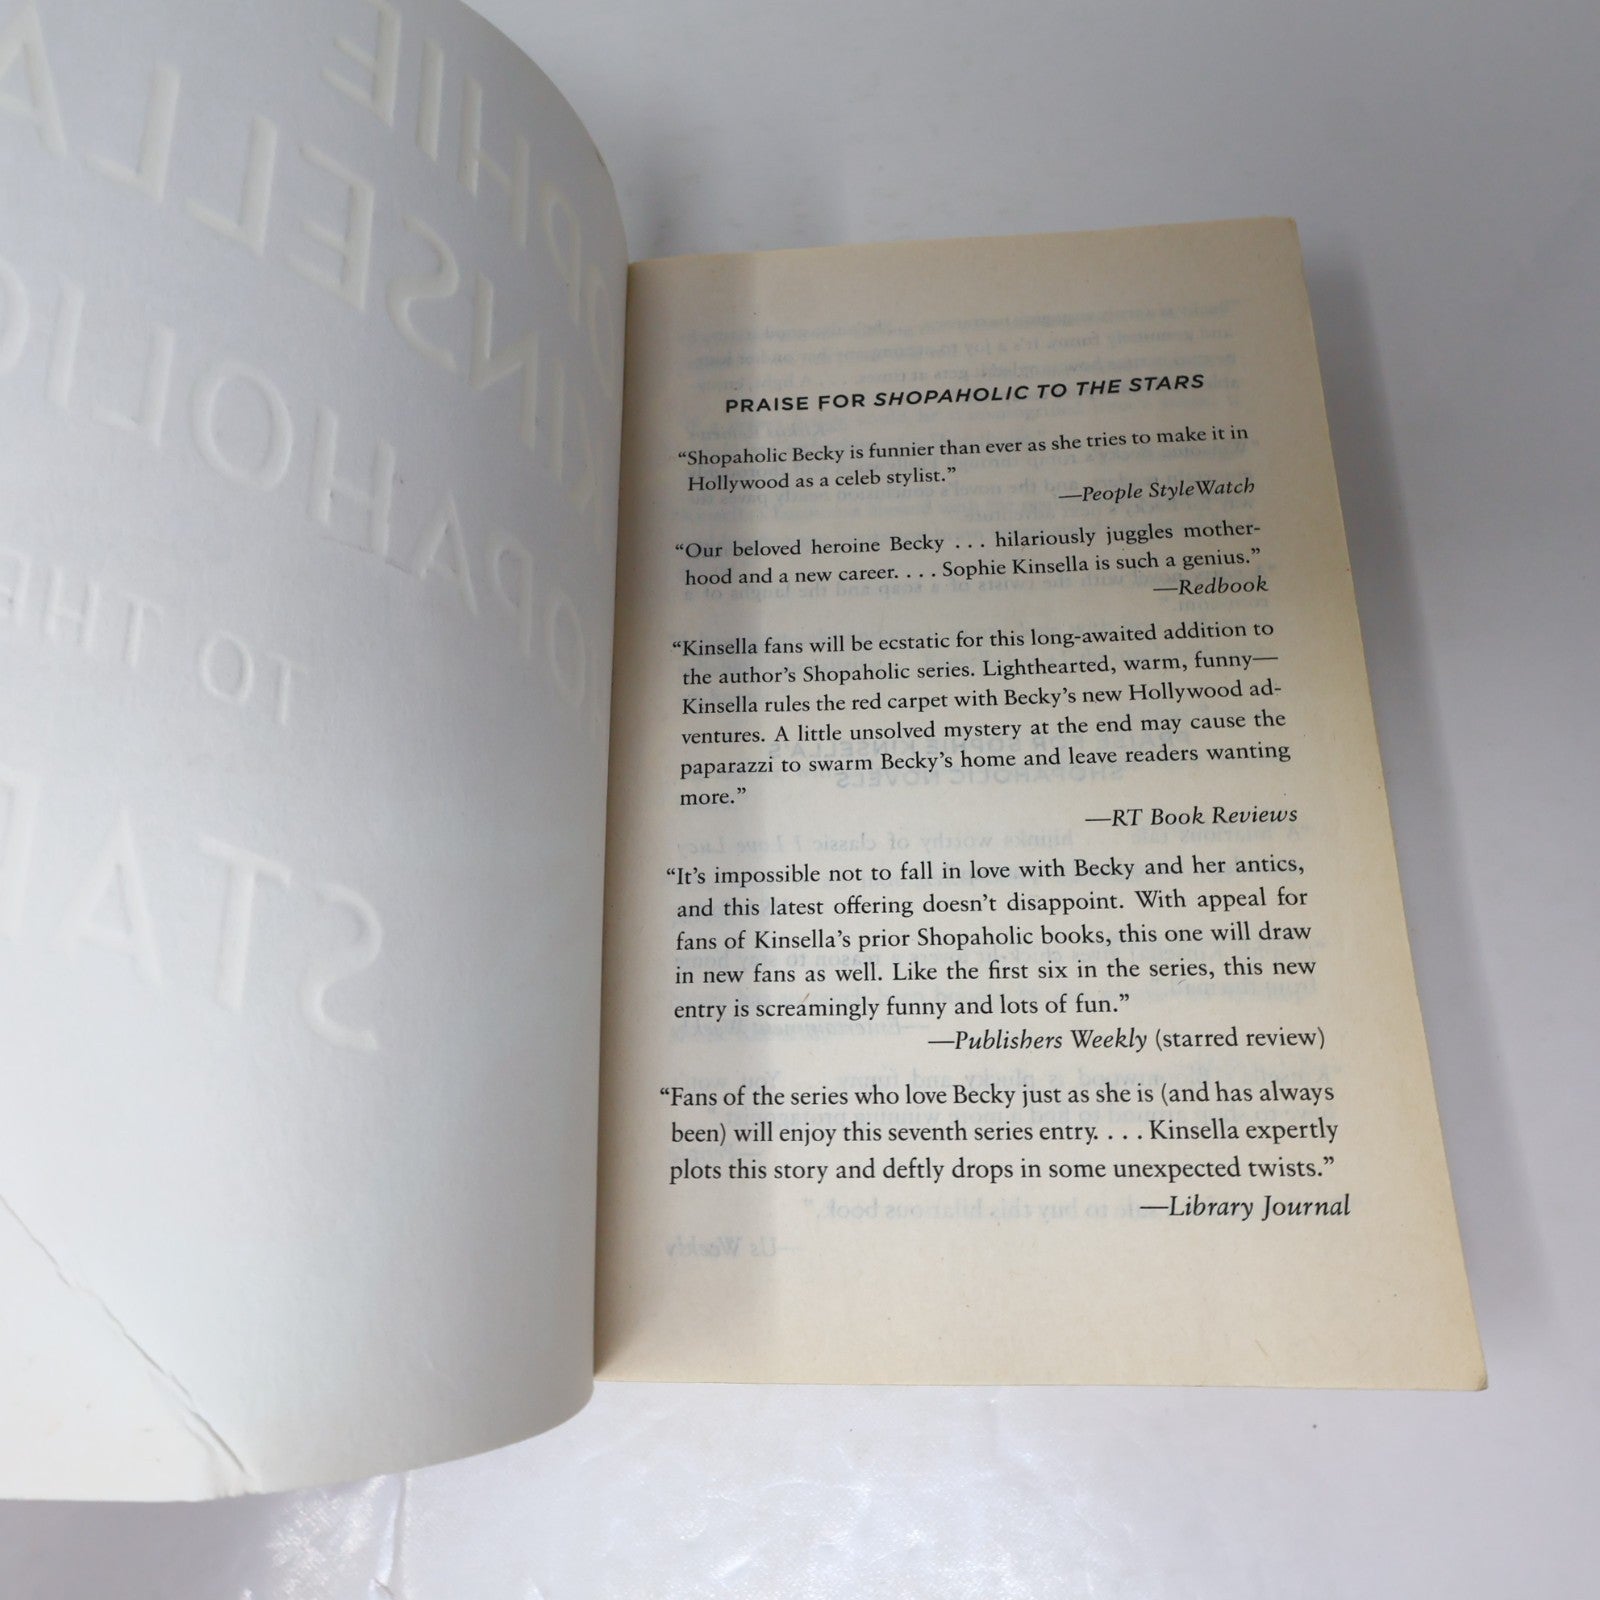 PRAISE FOR SHOPAHOLIC TO THE STARS
“Shopaholic Becky is funnier than ever as she tries to make it in
Hollywood as a celeb stylist.”
—People StyleWatch
“Our beloved heroine Becky . . . hilariously juggles mother-
hood and a new career. . . . Sophie Kinsella is such a genius.”
—Redbook
“Kinsella fans will be ecstatic for this long-awaited addition to
the author’s Shopaholic series. Lighthearted, warm, funny—
Kinsella rules the red carpet with Becky’s new Hollywood ad-
ventures. A little unsolved mystery at the end may cause the
paparazzi to swarm Becky’s home and leave readers wanting
more.”
—RT Book Reviews
“It’s impossible not to fall in love with Becky and her antics,
and this latest offering doesn’t disappoint. With appeal for
fans of Kinsella’s prior Shopaholic books, this one will draw
in new fans as well. Like the first six in the series, this new
entry is screamingly funny and lots of fun.”
—Publishers Weekly (starred review)
“Fans of the series who love Becky just as she is (and has always
been) will enjoy this seventh series entry. . . . Kinsella expertly
plots this story and deftly drops in some unexpected twists.”
—Library Journal